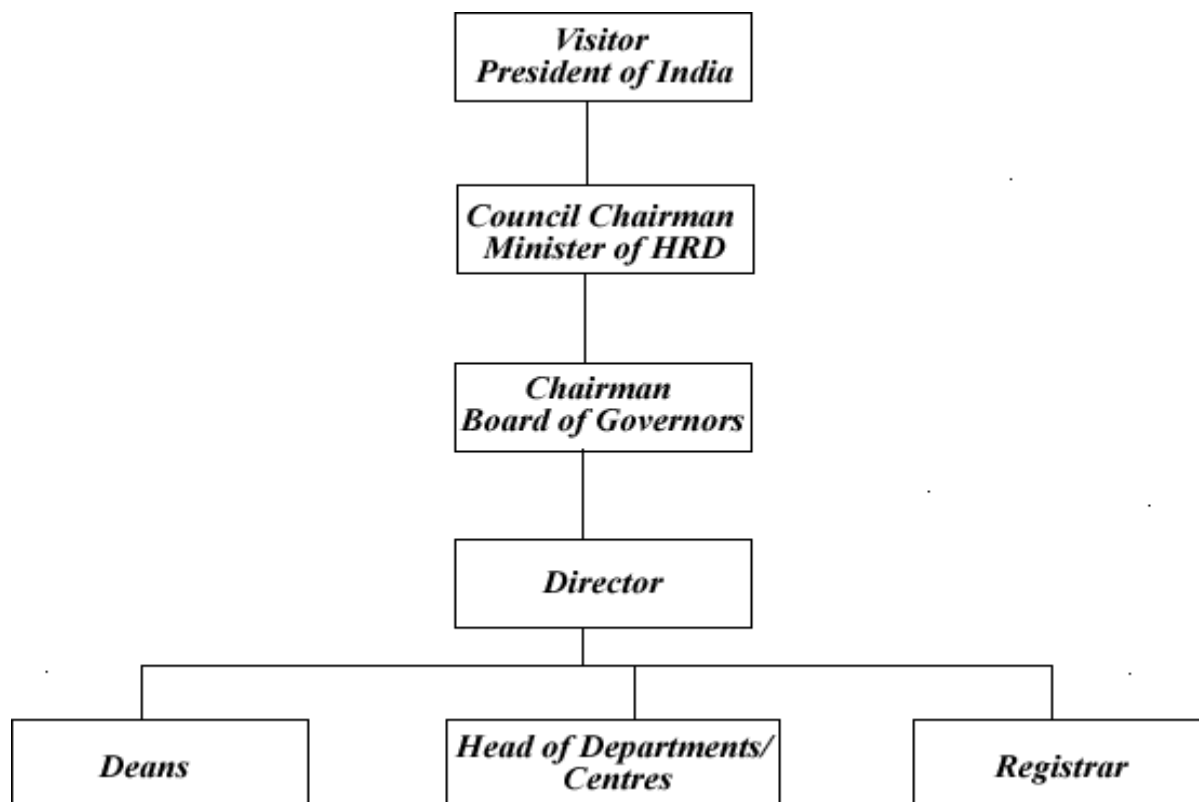 Visitor
President of India
Council Chairman
Minister of HRD
Chairman
Board of Governors
Director
Deans
Head of Departments/
Centres
Registrar